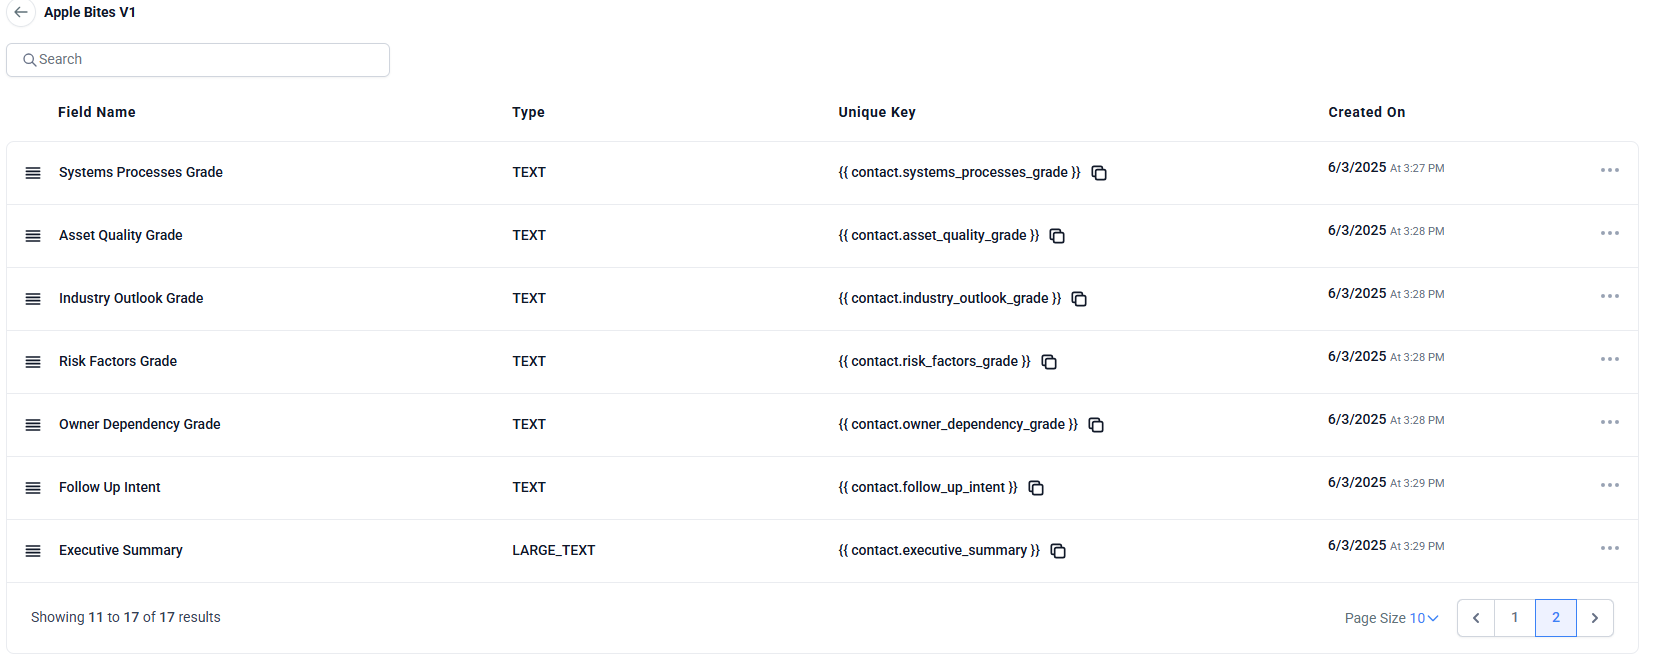 Apple Bites V1
Search
Field Name Type Unique Key Created On
Systems Processes Grade TEXT {{ contact.systems_processes_grade }} 6/3/2025 At 3:27 PM
Asset Quality Grade TEXT {{ contact.asset_quality_grade }} 6/3/2025 At 3:28 PM
Industry Outlook Grade TEXT {{ contact.industry_outlook_grade }} 6/3/2025 At 3:28 PM
Risk Factors Grade TEXT {{ contact.risk_factors_grade }} 6/3/2025 At 3:28 PM
Owner Dependency Grade TEXT {{ contact.owner_dependency_grade }} 6/3/2025 At 3:28 PM
Follow Up Intent TEXT {{ contact.follow_up_intent }} 6/3/2025 At 3:29 PM
Executive Summary LARGE_TEXT {{ contact.executive_summary }} 6/3/2025 At 3:29 PM
Showing 11 to 17 of 17 results Page Size 10 1 2